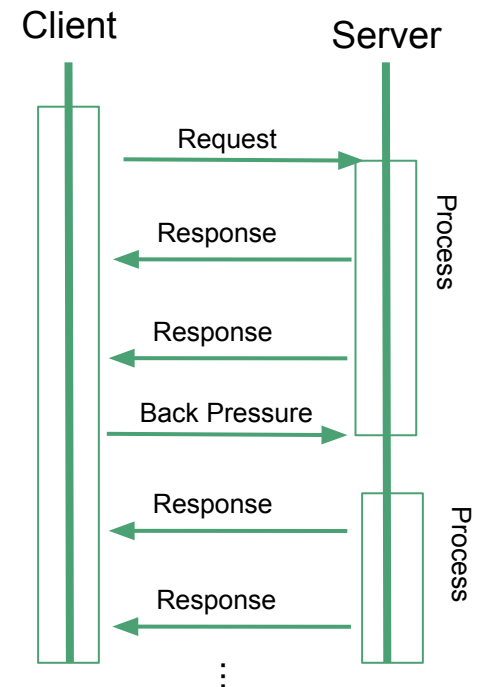 Client
Server
Request
Process
Response
Response
Back Pressure
Response
Process
Response
⋮